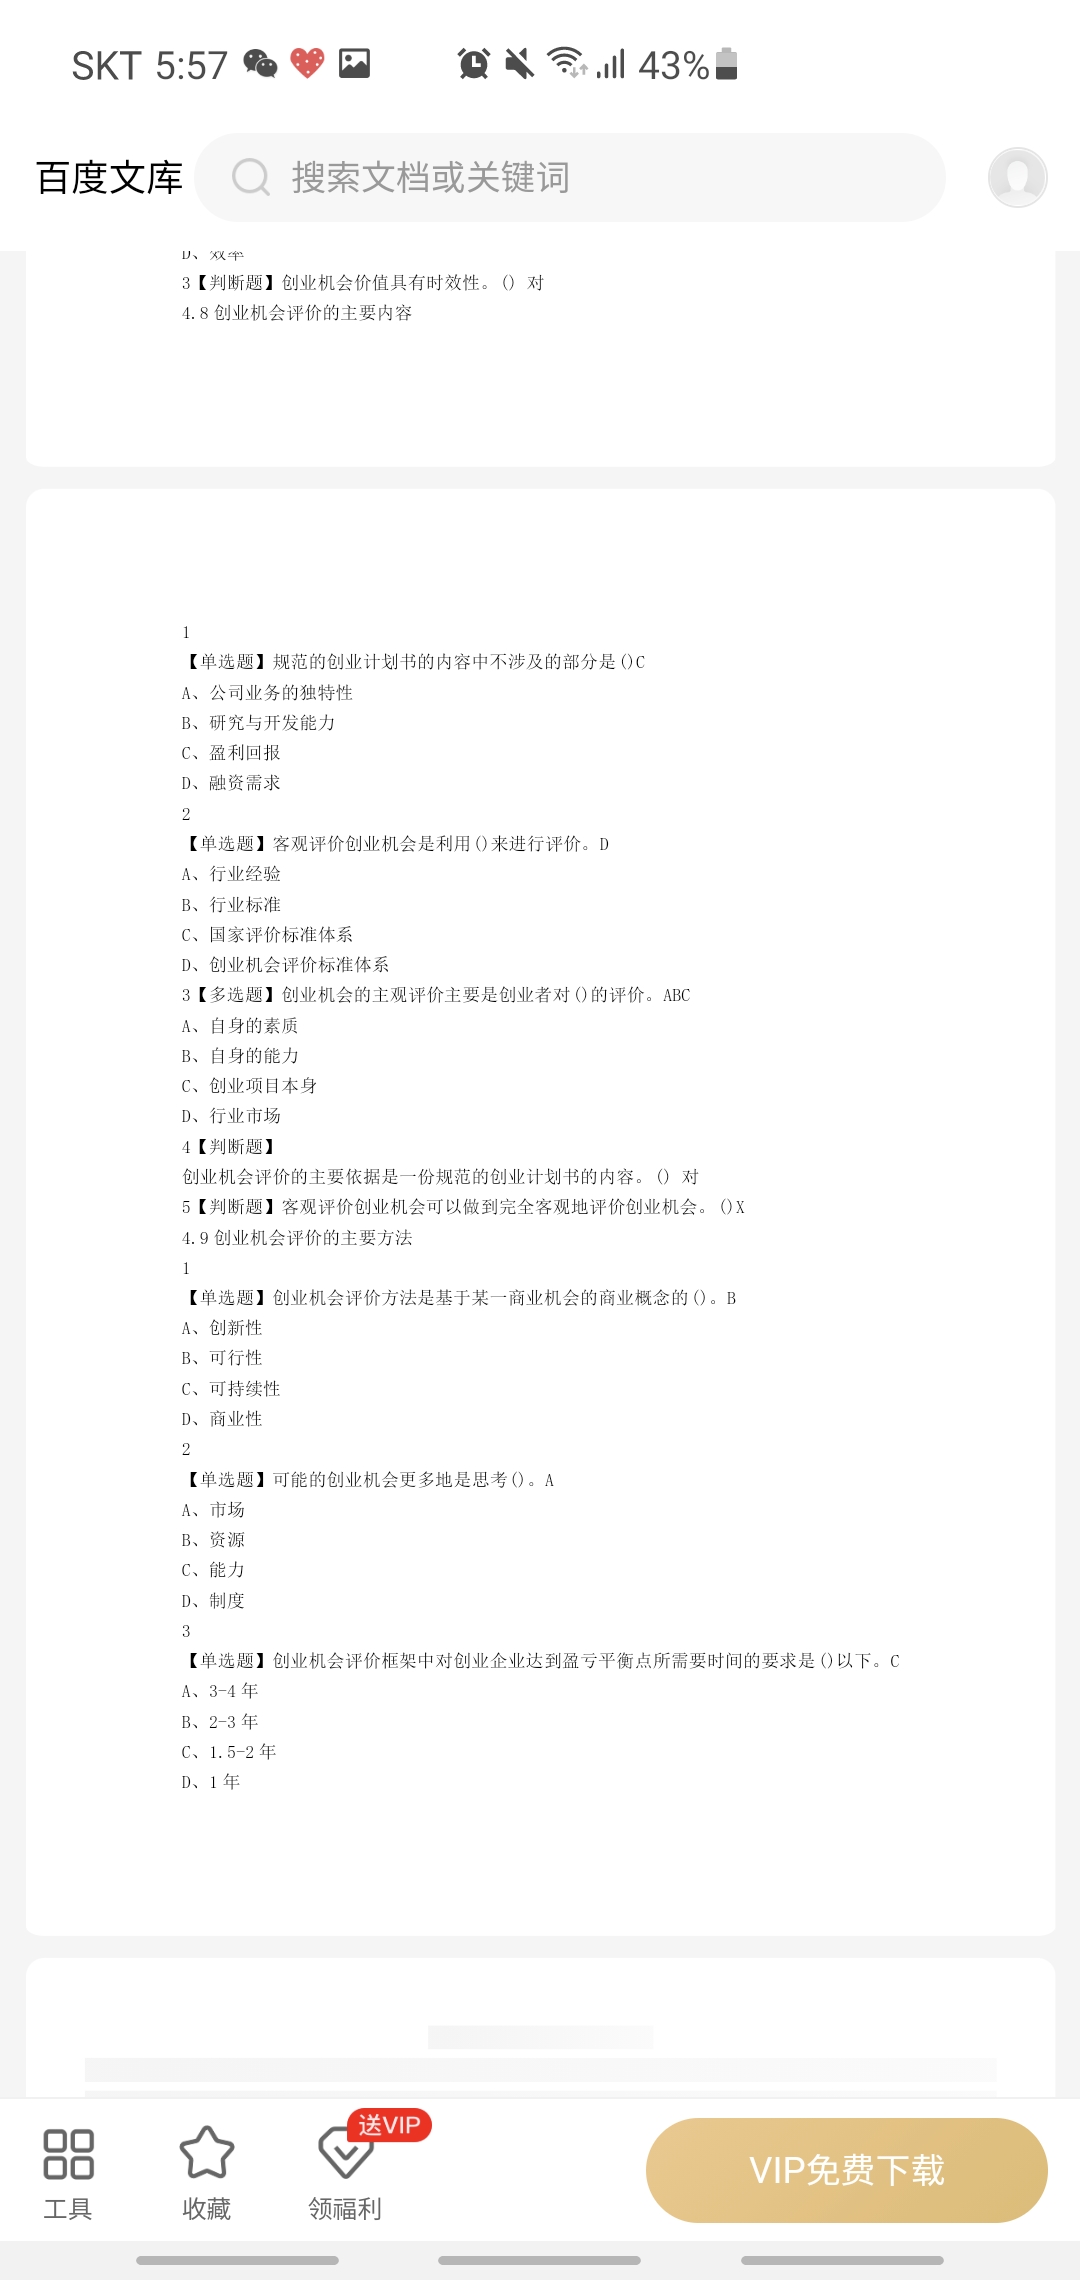 SKT 5:57 43%
百度文库 搜索文档或关键词
D、效率
3【判断题】创业机会价值具有时效性。() 对
4.8 创业机会评价的主要内容
1
【单选题】规范的创业计划书的内容中不涉及的部分是()C
A、公司业务的独特性
B、研究与开发能力
C、盈利回报
D、融资需求
2
【单选题】客观评价创业机会是利用()来进行评价。D
A、行业经验
B、行业标准
C、国家评价标准体系
D、创业机会评价标准体系
3【多选题】创业机会的主观评价主要是创业者对()的评价。ABC
A、自身的素质
B、自身的能力
C、创业项目本身
D、行业市场
4【判断题】
创业机会评价的主要依据是一份规范的创业计划书的内容。() 对
5【判断题】客观评价创业机会可以做到完全客观地评价创业机会。()X
4.9 创业机会评价的主要方法
1
【单选题】创业机会评价方法是基于某一商业机会的商业概念的()。B
A、创新性
B、可行性
C、可持续性
D、商业性
2
【单选题】可能的创业机会更多地是思考()。A
A、市场
B、资源
C、能力
D、制度
3
【单选题】创业机会评价框架中对创业企业达到盈亏平衡点所需要时间的要求是()以下。C
A、3-4 年
B、2-3 年
C、1.5-2 年
D、1 年
送VIP
工具 收藏 领福利 VIP免费下载